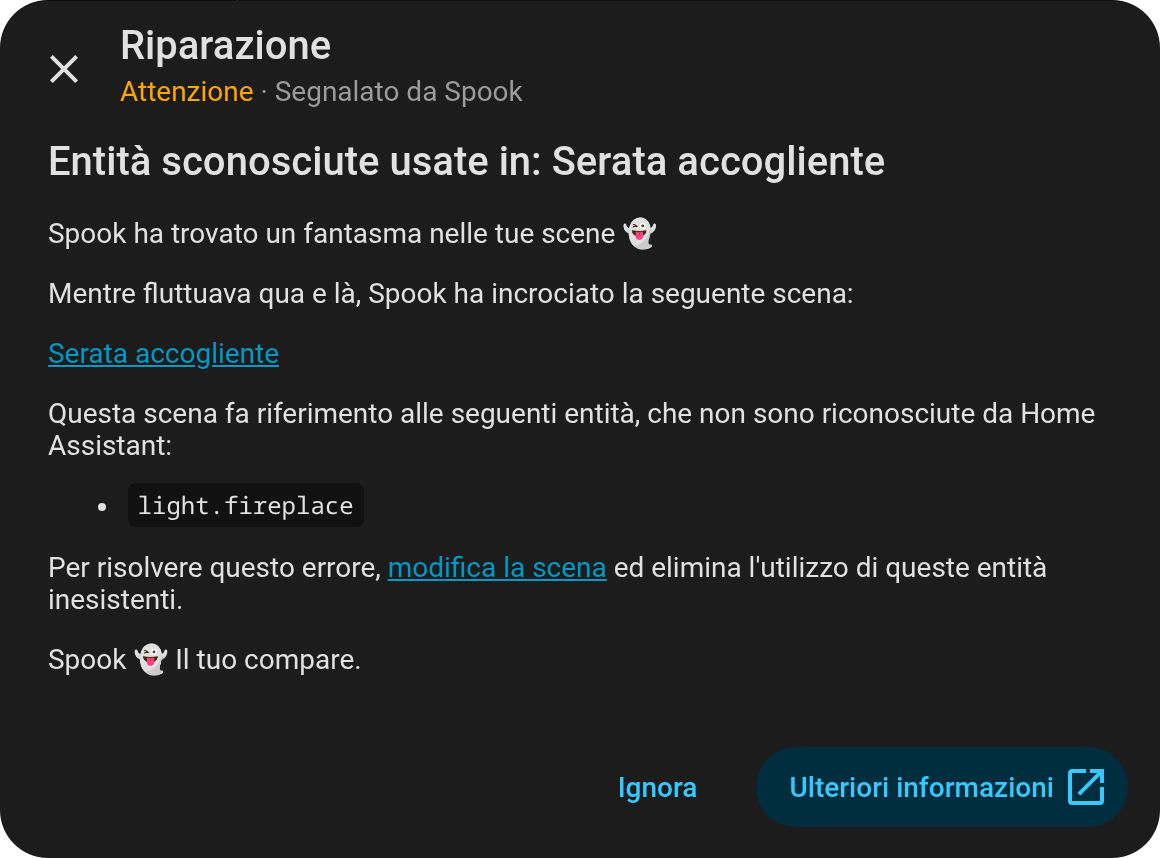 Riparazione
Attenzione · Segnalato da Spook
Entità sconosciute usate in: Serata accogliente
Spook ha trovato un fantasma nelle tue scene 👻
Mentre fluttuava qua e là, Spook ha incrociato la seguente scena:
Serata accogliente
Questa scena fa riferimento alle seguenti entità, che non sono riconosciute da Home
Assistant:
• light.fireplace
Per risolvere questo errore, modifica la scena ed elimina l'utilizzo di queste entità
inesistenti.
Spook 👻 Il tuo compare.
Ignora
Ulteriori informazioni